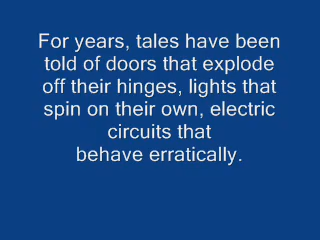 For years, tales have been
told of doors that explode
off their hinges, lights that
spin on their own, electric
circuits that
behave erratically.